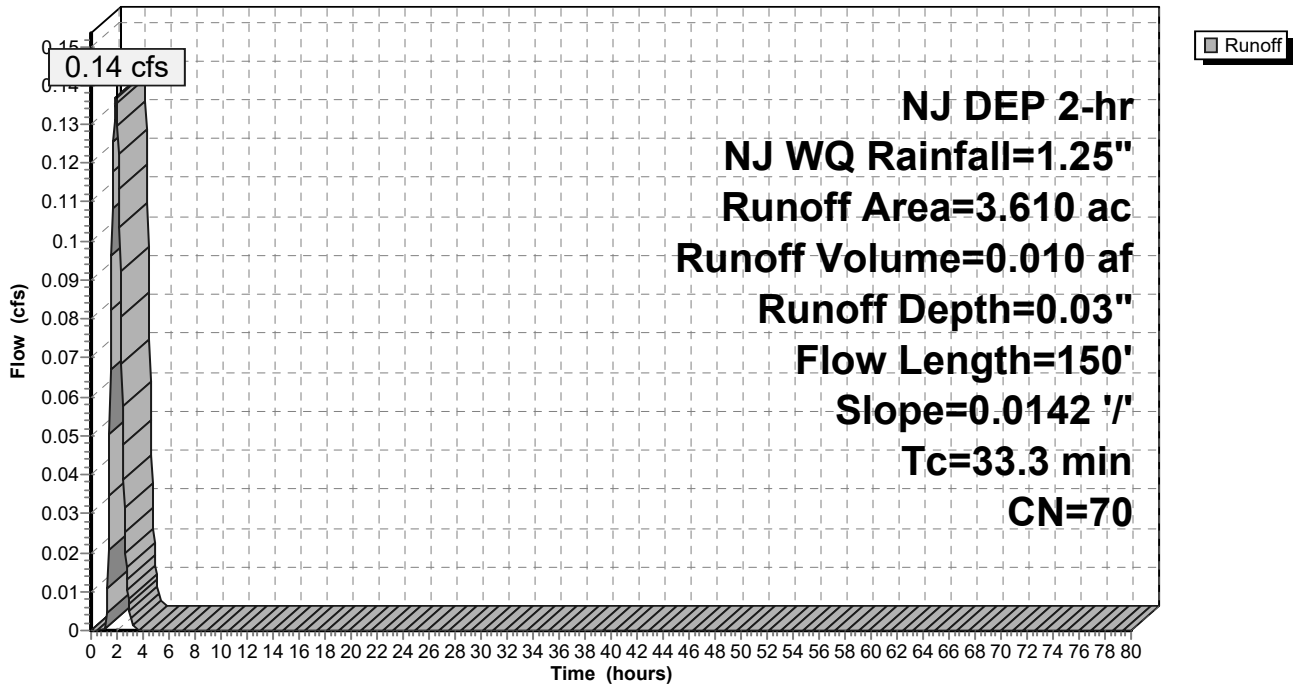 0.15
0.14 cfs
0.14
0.13
0.12
0.11
0.1
0.09
0.08
0.07
0.06
0.05
0.04
0.03
0.02
0.01
0
Flow (cfs)
Runoff
NJ DEP 2-hr
NJ WQ Rainfall=1.25"
Runoff Area=3.610 ac
Runoff Volume=0.010 af
Runoff Depth=0.03"
Flow Length=150'
Slope=0.0142 '/'
Tc=33.3 min
CN=70
0 2 4 6 8 10 12 14 16 18 20 22 24 26 28 30 32 34 36 38 40 42 44 46 48 50 52 54 56 58 60 62 64 66 68 70 72 74 76 78 80
Time (hours)